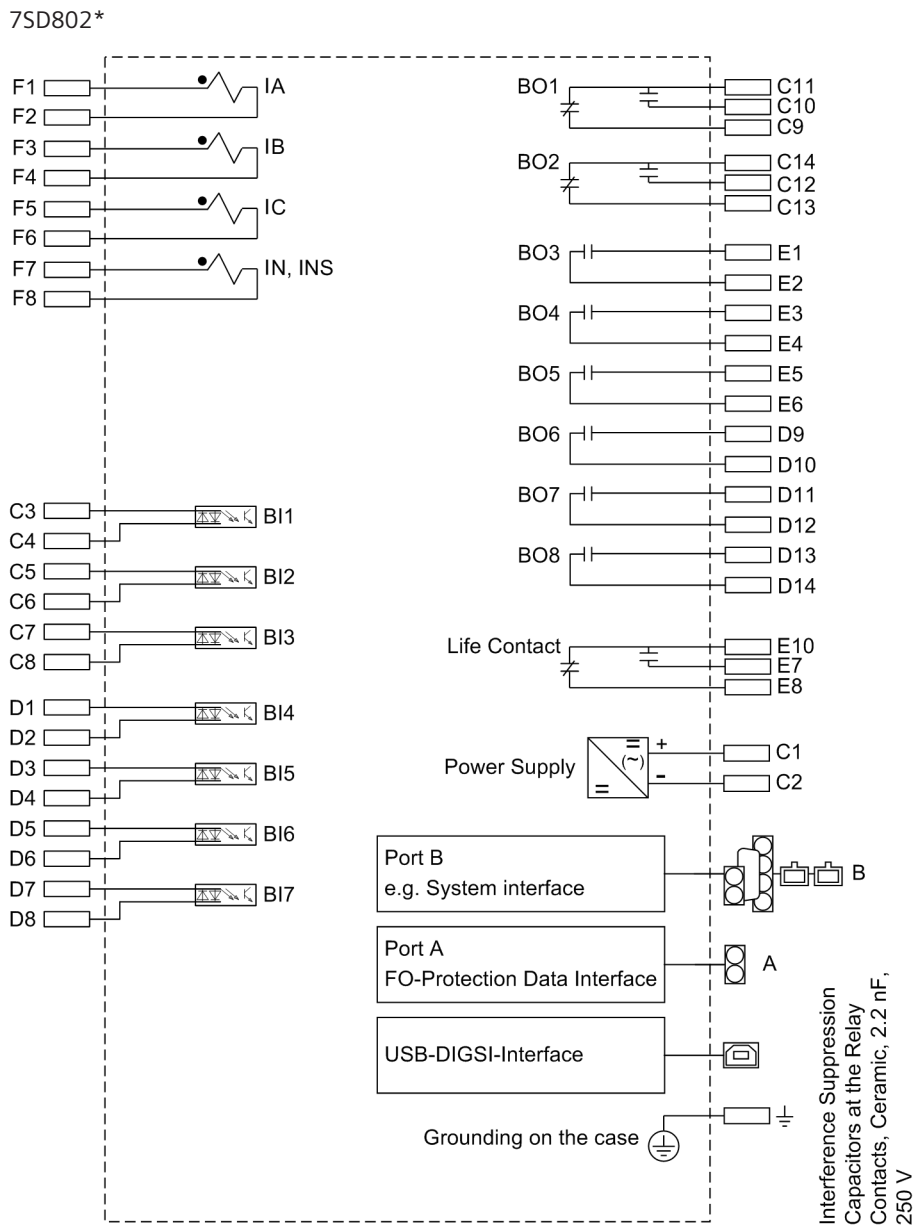 7SD802*
F1
IA
F2
F3
IB
F4
F5
IC
F6
F7
IN, INS
F8
C3
BI1
C4
C5
BI2
C6
C7
BI3
C8
D1
BI4
D2
D3
BI5
D4
D5
BI6
D6
D7
BI7
D8
BO1
C11
C10
C9
BO2
C14
C12
C13
BO3
E1
E2
BO4
E3
E4
BO5
E5
E6
BO6
D9
D10
BO7
D11
D12
BO8
D13
D14
Life Contact
E10
E7
E8
Power Supply
=
(~)
=
+
-
C1
C2
Port B
e.g. System interface
B
Port A
FO-Protection Data Interface
A
USB-DIGSI-Interface
Grounding on the case
Interference Suppression
Capacitors at the Relay
Contacts, Ceramic, 2.2 nF,
250 V